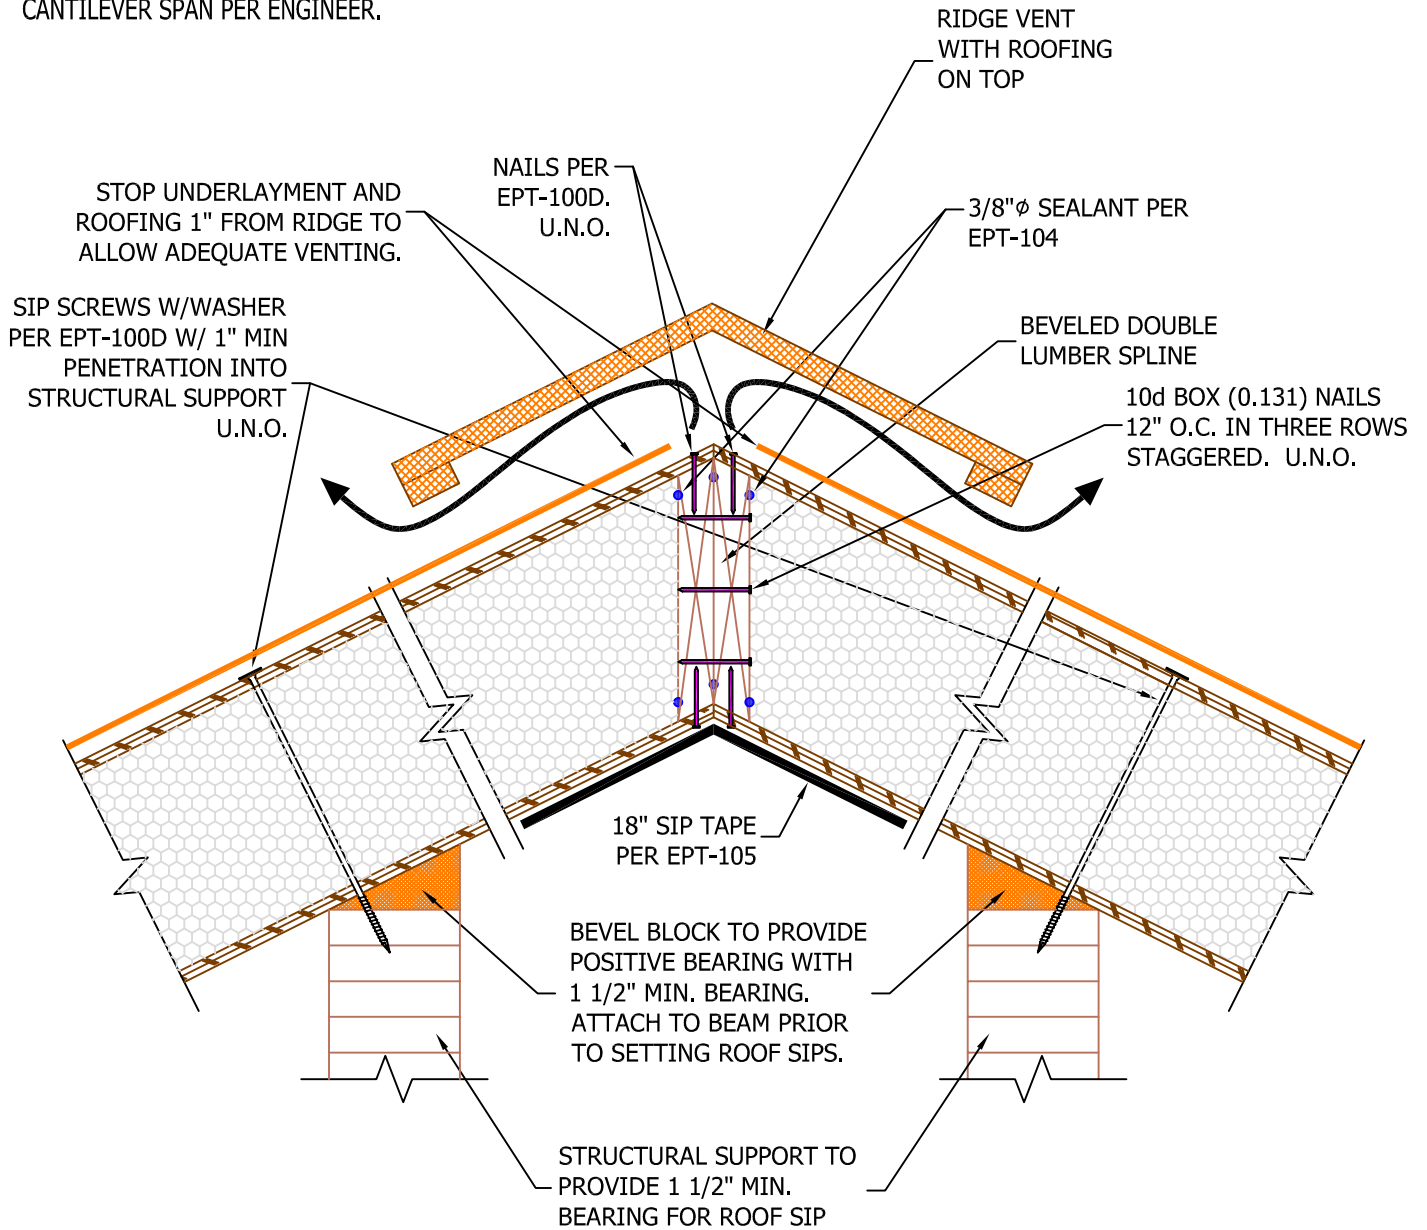 CANTILEVER SPAN PER ENGINEER.
RIDGE VENT
WITH ROOFING
ON TOP
NAILS PER
EPT-100D.
U.N.O.
STOP UNDERLAYMENT AND
ROOFING 1" FROM RIDGE TO
ALLOW ADEQUATE VENTING.
3/8"ϕ SEALANT PER
EPT-104
SIP SCREWS W/WASHER
PER EPT-100D W/ 1" MIN
PENETRATION INTO
STRUCTURAL SUPPORT
U.N.O.
BEVELED DOUBLE
LUMBER SPLINE
10d BOX (0.131) NAILS
12" O.C. IN THREE ROWS
STAGGERED. U.N.O.
18" SIP TAPE
PER EPT-105
BEVEL BLOCK TO PROVIDE
POSITIVE BEARING WITH
1 1/2" MIN. BEARING.
ATTACH TO BEAM PRIOR
TO SETTING ROOF SIPS.
STRUCTURAL SUPPORT TO
PROVIDE 1 1/2" MIN.
BEARING FOR ROOF SIP